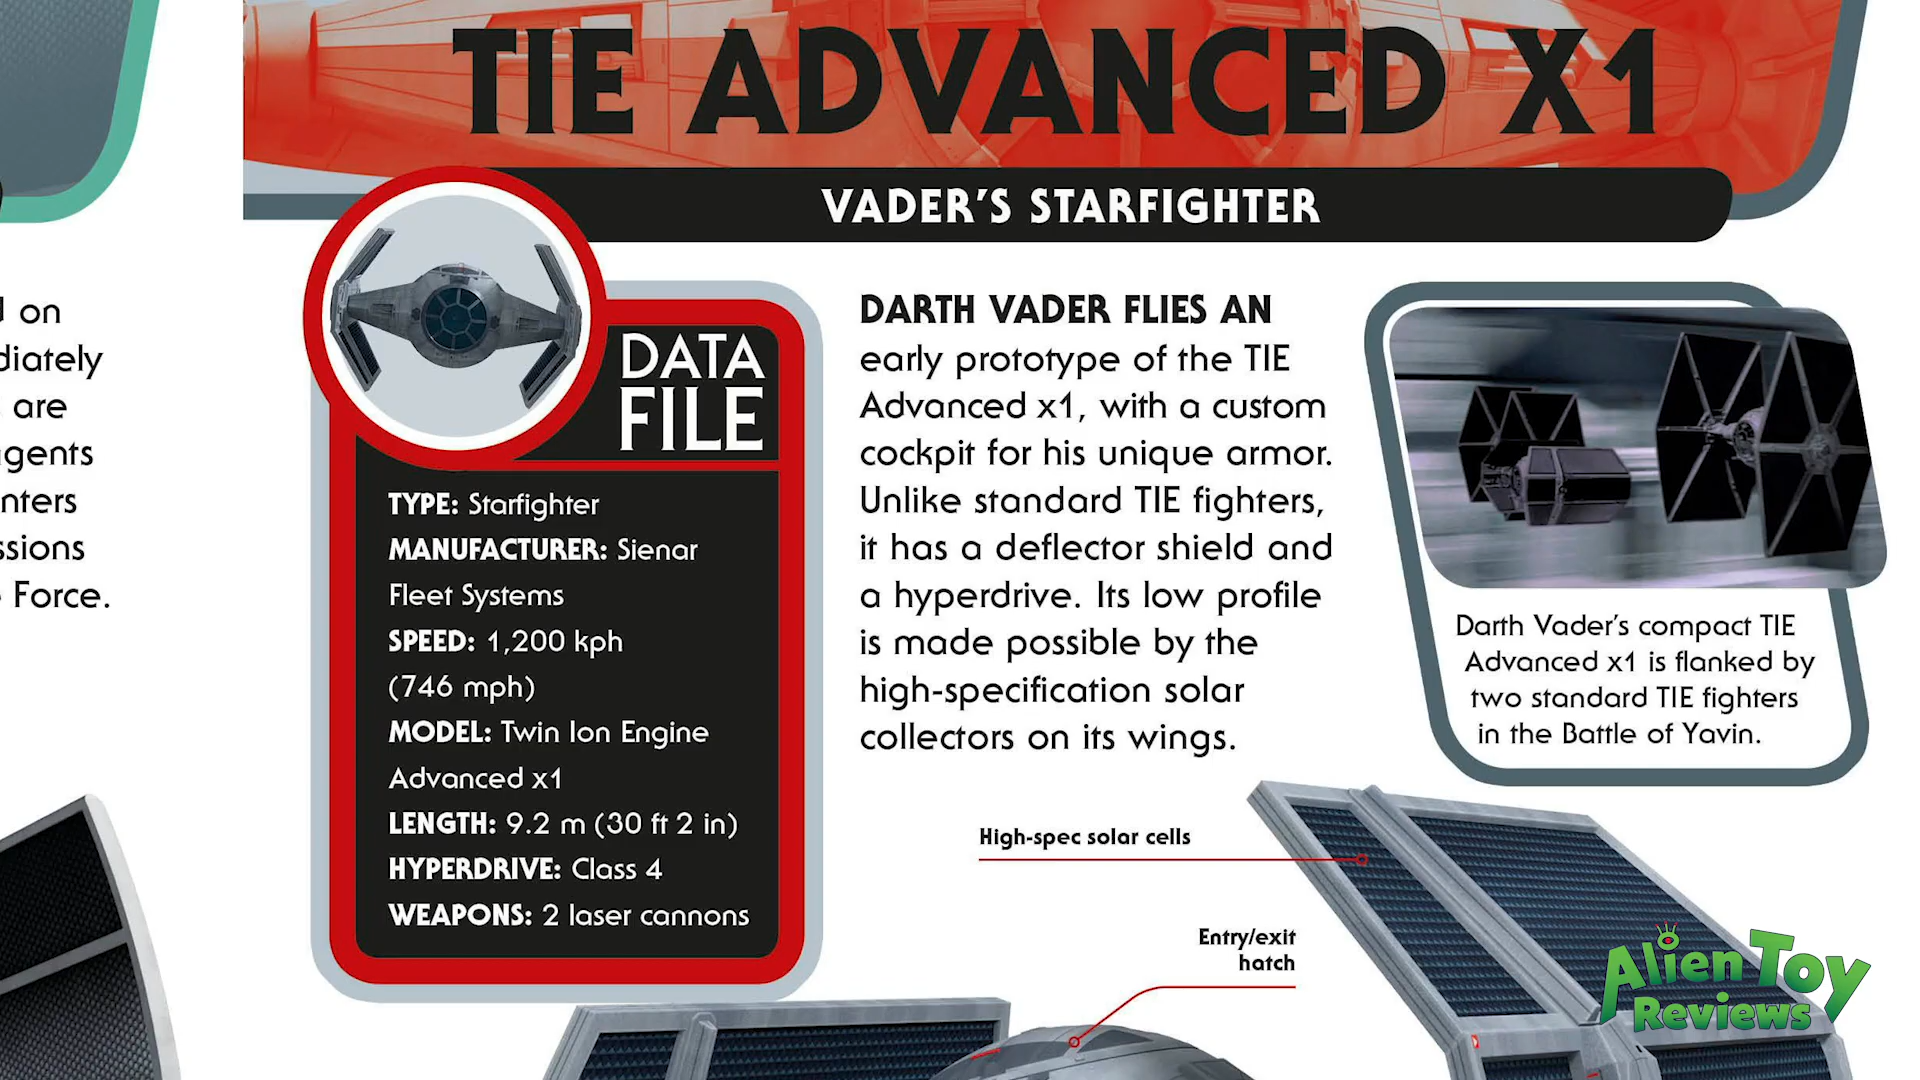 TIE ADVANCED X1
VADER'S STARFIGHTER
on
diately
are
gents
nters
ssions
Force.
DATA
FILE
TYPE: Starfighter
MANUFACTURER: Sienar
Fleet Systems
SPEED: 1,200 kph
(746 mph)
MODEL: Twin Ion Engine
Advanced x1
LENGTH: 9.2 m (30 ft 2 in)
HYPERDRIVE: Class 4
WEAPONS: 2 laser cannons
DARTH VADER FLIES AN
early prototype of the TIE
Advanced x1, with a custom
cockpit for his unique armor.
Unlike standard TIE fighters,
it has a deflector shield and
a hyperdrive. Its low profile
is made possible by the
high-specification solar
collectors on its wings.
Darth Vader's compact TIE
Advanced x1 is flanked by
two standard TIE fighters
in the Battle of Yavin.
High-spec solar cells
Entry/exit
hatch
Alien Toy
Reviews